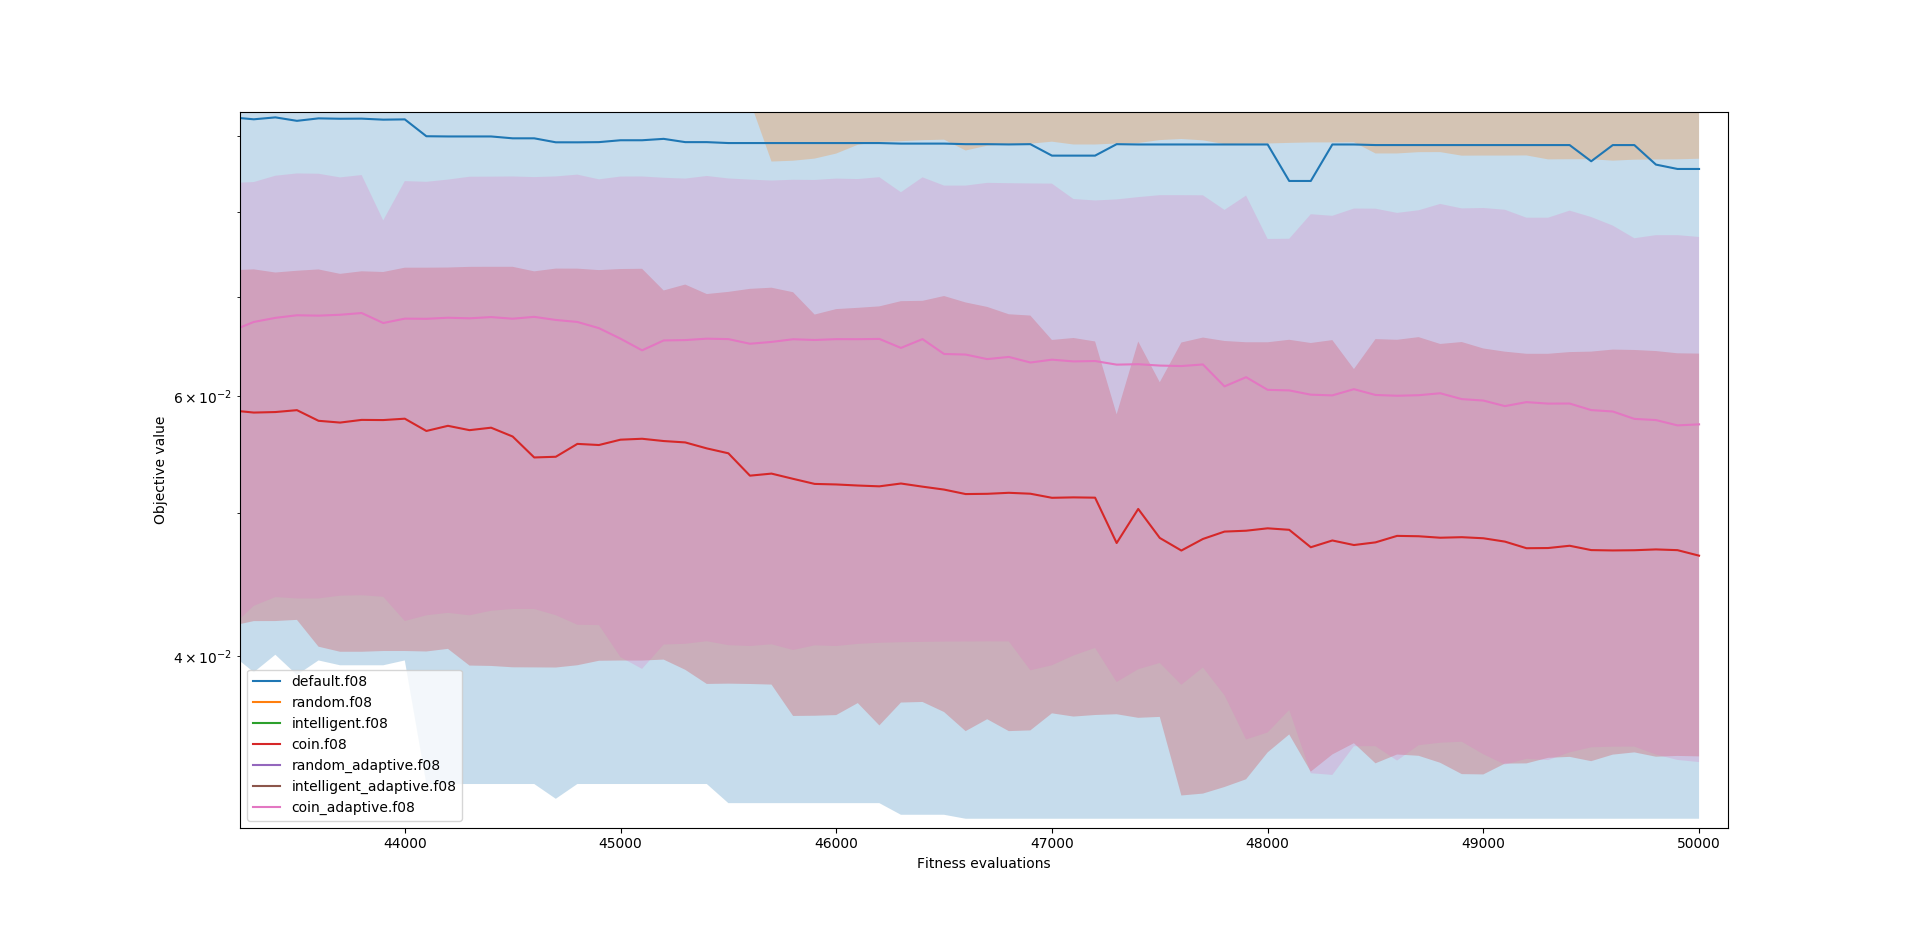 6 × 10⁻²
4 × 10⁻²
Objective value
default.f08
random.f08
intelligent.f08
coin.f08
random_adaptive.f08
intelligent_adaptive.f08
coin_adaptive.f08
44000 45000 46000 47000 48000 49000 50000
Fitness evaluations